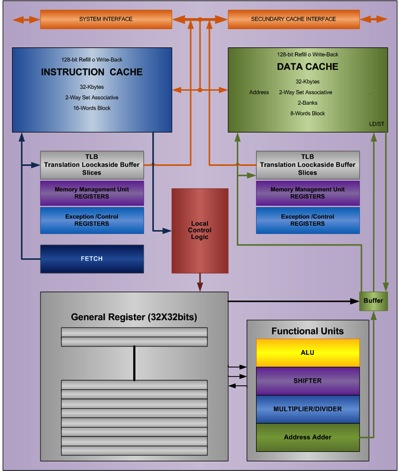 SYSTEM INTERFACE
SECUNDARY CACHE INTERFACE
128-bit Refill o Write-Back
INSTRUCTION CACHE
32-Kbytes
2-Way Set Associative
16-Words Block
128-bit Refill o Write-Back
DATA CACHE
32-Kbytes
Address 2-Way Set Associative
2-Banks
8-Words Block
LD/ST
TLB
Translation Loockaside Buffer
Slices
Memory Management Unit
REGISTERS
Exception /Control
REGISTERS
FETCH
Local
Control
Logic
TLB
Translation Loockaside Buffer
Slices
Memory Management Unit
REGISTERS
Exception /Control
REGISTERS
Buffer
General Register (32X32bits)
Functional Units
ALU
SHIFTER
MULTIPLIER/DIVIDER
Address Adder